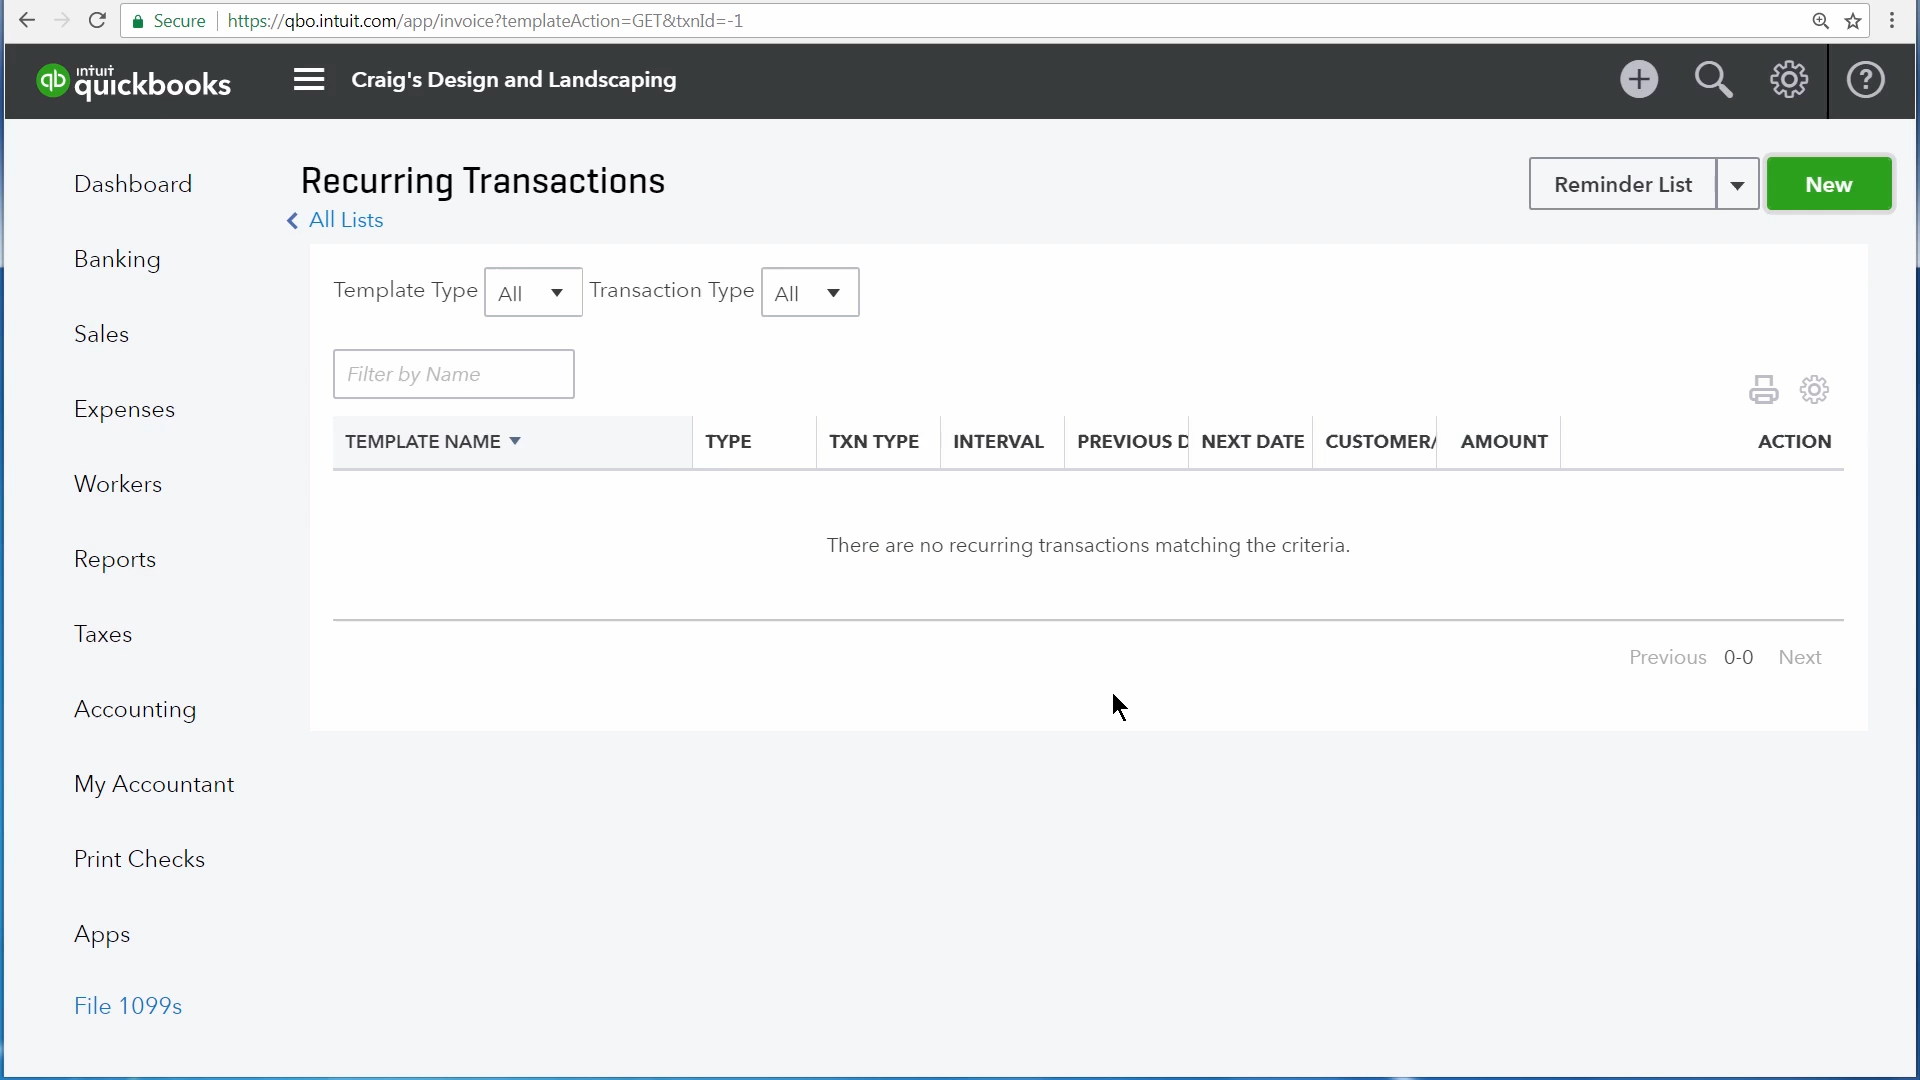 Secure https://qbo.intuit.com/app/invoice?templateAction=GET&txnId=-1
qb intuit quickbooks Craig's Design and Landscaping
Dashboard
Banking
Sales
Expenses
Workers
Reports
Taxes
Accounting
My Accountant
Print Checks
Apps
File 1099s
Recurring Transactions
All Lists
Reminder List New
Template Type All Transaction Type All
Filter by Name
TEMPLATE NAME TYPE TXN TYPE INTERVAL PREVIOUS D NEXT DATE CUSTOMER/ AMOUNT ACTION
There are no recurring transactions matching the criteria.
Previous 0-0 Next